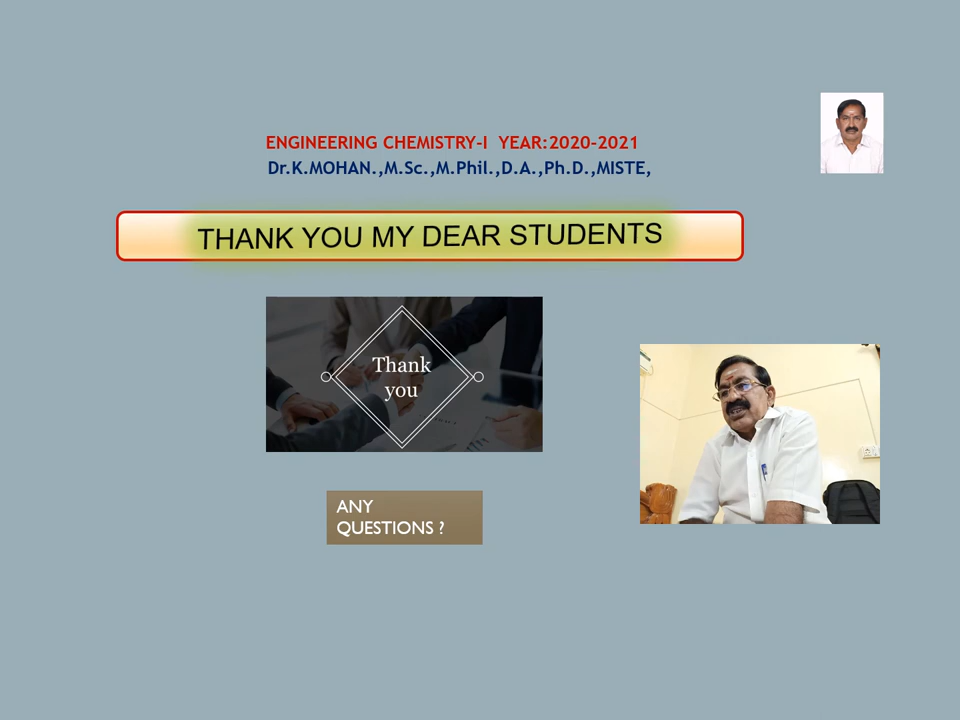 ENGINEERING CHEMISTRY-I YEAR:2020-2021
Dr.K.MOHAN.,M.Sc.,M.Phil.,D.A.,Ph.D.,MISTE,
THANK YOU MY DEAR STUDENTS
Thank
you
ANY
QUESTIONS ?